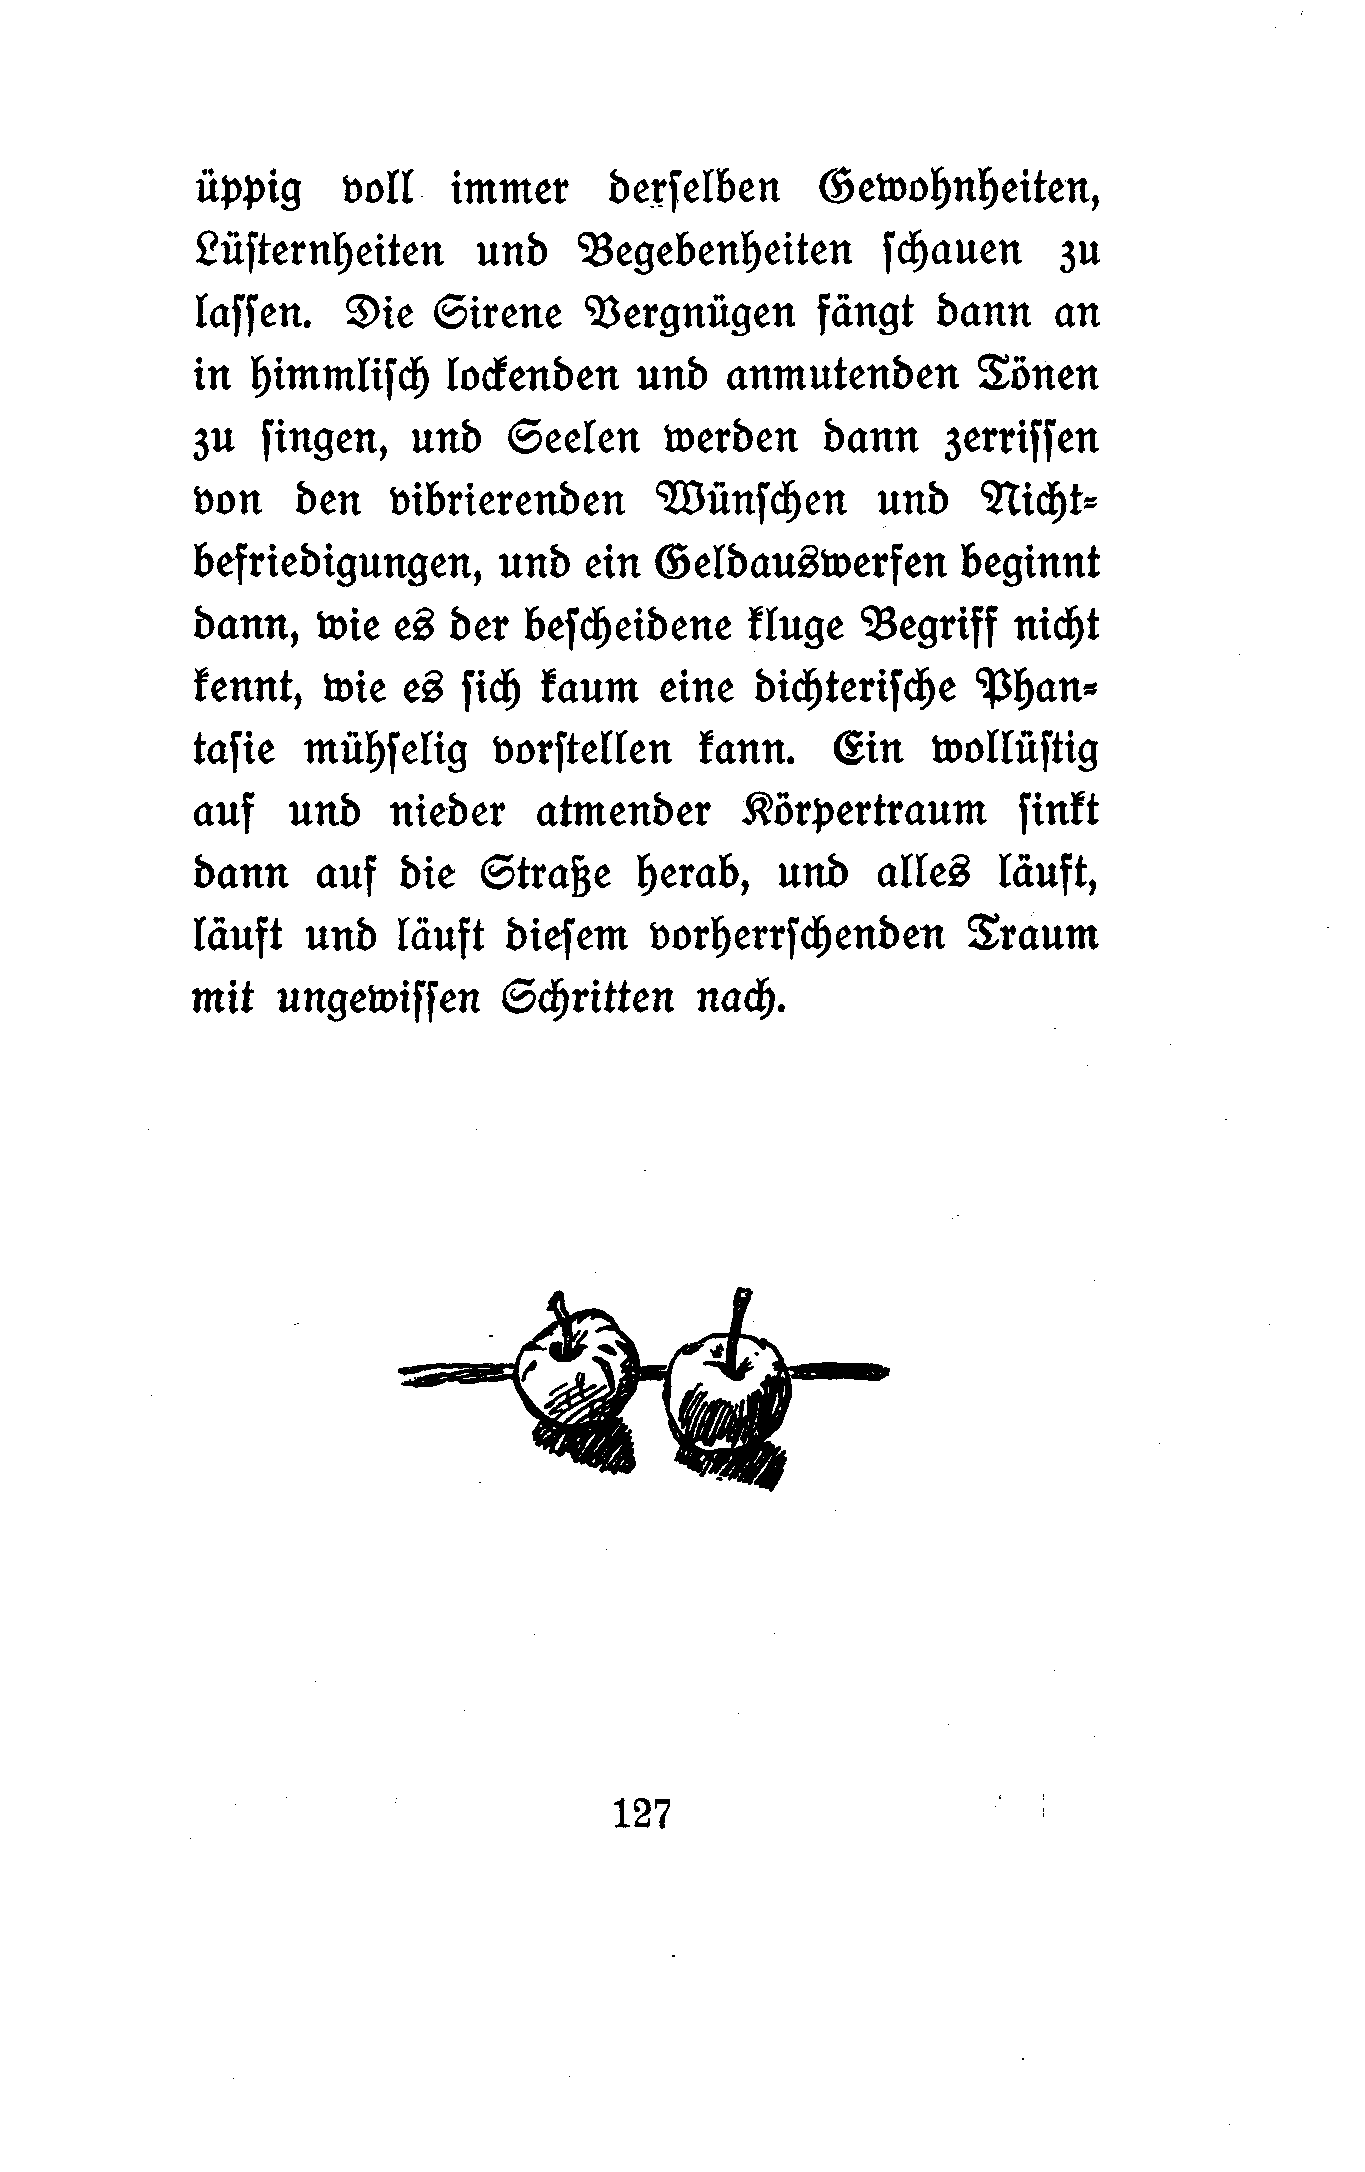 üppig voll immer derselben Gewohnheiten,
Lüsternheiten und Begebenheiten schauen zu
lassen. Die Sirene Vergnügen fängt dann an
in himmlisch lockenden und anmutenden Tönen
zu singen, und Seelen werden dann zerrissen
von den vibrierenden Wünschen und Nicht-
befriedigungen, und ein Geldauswerfen beginnt
dann, wie es der bescheidene kluge Begriff nicht
kennt, wie es sich kaum eine dichterische Phan-
tasie mühselig vorstellen kann. Ein wollüstig
auf und nieder atmender Körpertraum sinkt
dann auf die Straße herab, und alles läuft,
läuft und läuft diesem vorherrschenden Traum
mit ungewissen Schritten nach.
127